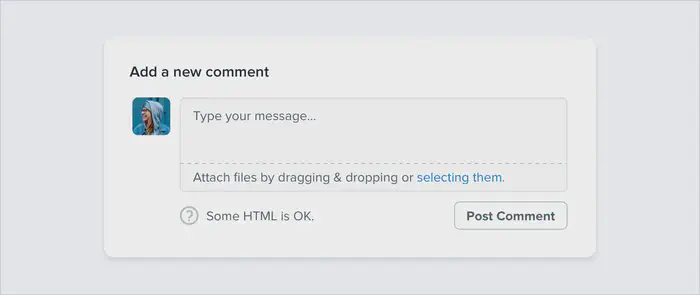 Add a new comment
Type your message...
Attach files by dragging & dropping or selecting them.
? Some HTML is OK.
Post Comment